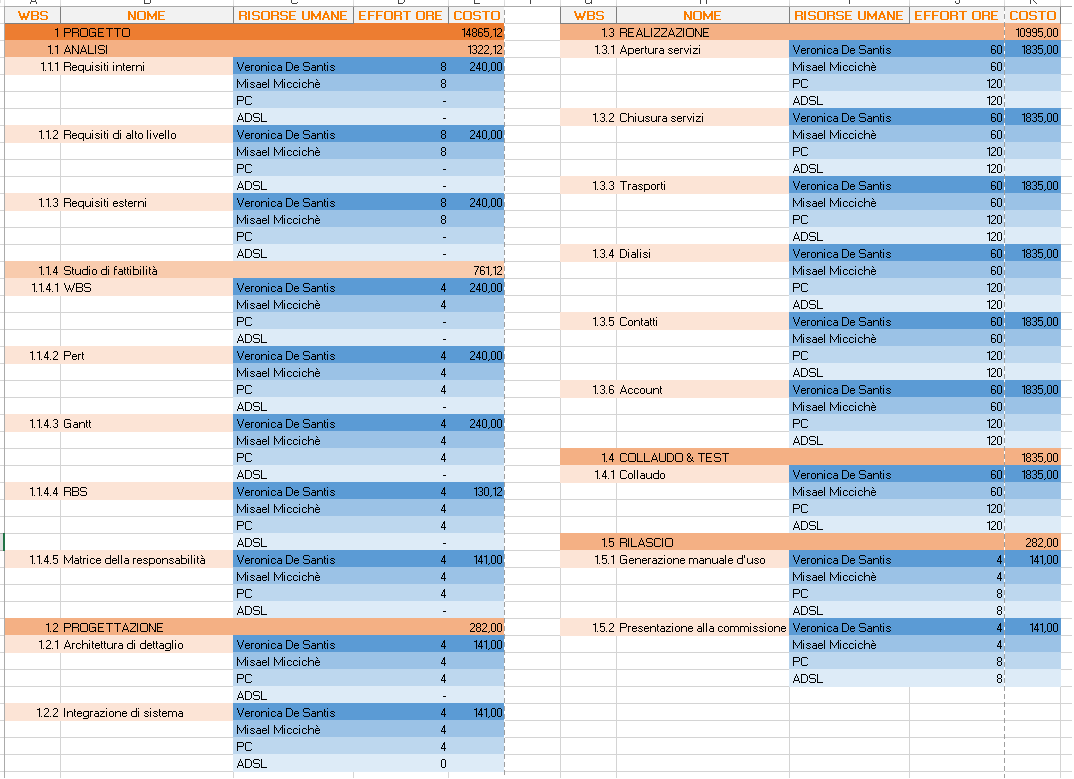 WBS NOME RISORSE UMANE EFFORT ORE COSTO
1 PROGETTO 14865,12
1.1 ANALISI 1322,12
1.1.1 Requisiti interni Veronica De Santis 8 240,00
Misael Miccichè 8
PC -
ADSL -
1.1.2 Requisiti di alto livello Veronica De Santis 8 240,00
Misael Miccichè 8
PC -
ADSL -
1.1.3 Requisiti esterni Veronica De Santis 8 240,00
Misael Miccichè 8
PC -
ADSL -
1.1.4 Studio di fattibilità 761,12
1.1.4.1 WBS Veronica De Santis 4 240,00
Misael Miccichè 4
PC -
ADSL -
1.1.4.2 Pert Veronica De Santis 4 240,00
Misael Miccichè 4
PC 4
ADSL -
1.1.4.3 Gantt Veronica De Santis 4 240,00
Misael Miccichè 4
PC 4
ADSL -
1.1.4.4 RBS Veronica De Santis 4 130,12
Misael Miccichè 4
PC 4
ADSL -
1.1.4.5 Matrice della responsabilità Veronica De Santis 4 141,00
Misael Miccichè 4
PC 4
ADSL -
1.2 PROGETTAZIONE 282,00
1.2.1 Architettura di dettaglio Veronica De Santis 4 141,00
Misael Miccichè 4
PC 4
ADSL -
1.2.2 Integrazione di sistema Veronica De Santis 4 141,00
Misael Miccichè 4
PC 4
ADSL 0
WBS NOME RISORSE UMANE EFFORT ORE COSTO
1.3 REALIZZAZIONE 10995,00
1.3.1 Apertura servizi Veronica De Santis 60 1835,00
Misael Miccichè 60
PC 120
ADSL 120
1.3.2 Chiusura servizi Veronica De Santis 60 1835,00
Misael Miccichè 60
PC 120
ADSL 120
1.3.3 Trasporti Veronica De Santis 60 1835,00
Misael Miccichè 60
PC 120
ADSL 120
1.3.4 Dialisi Veronica De Santis 60 1835,00
Misael Miccichè 60
PC 120
ADSL 120
1.3.5 Contatti Veronica De Santis 60 1835,00
Misael Miccichè 60
PC 120
ADSL 120
1.3.6 Account Veronica De Santis 60 1835,00
Misael Miccichè 60
PC 120
ADSL 120
1.4 COLLAUDO & TEST 1835,00
1.4.1 Collaudo Veronica De Santis 60 1835,00
Misael Miccichè 60
PC 120
ADSL 120
1.5 RILASCIO 282,00
1.5.1 Generazione manuale d'uso Veronica De Santis 4 141,00
Misael Miccichè 4
PC 8
ADSL 8
1.5.2 Presentazione alla commissione Veronica De Santis 4 141,00
Misael Miccichè 4
PC 8
ADSL 8